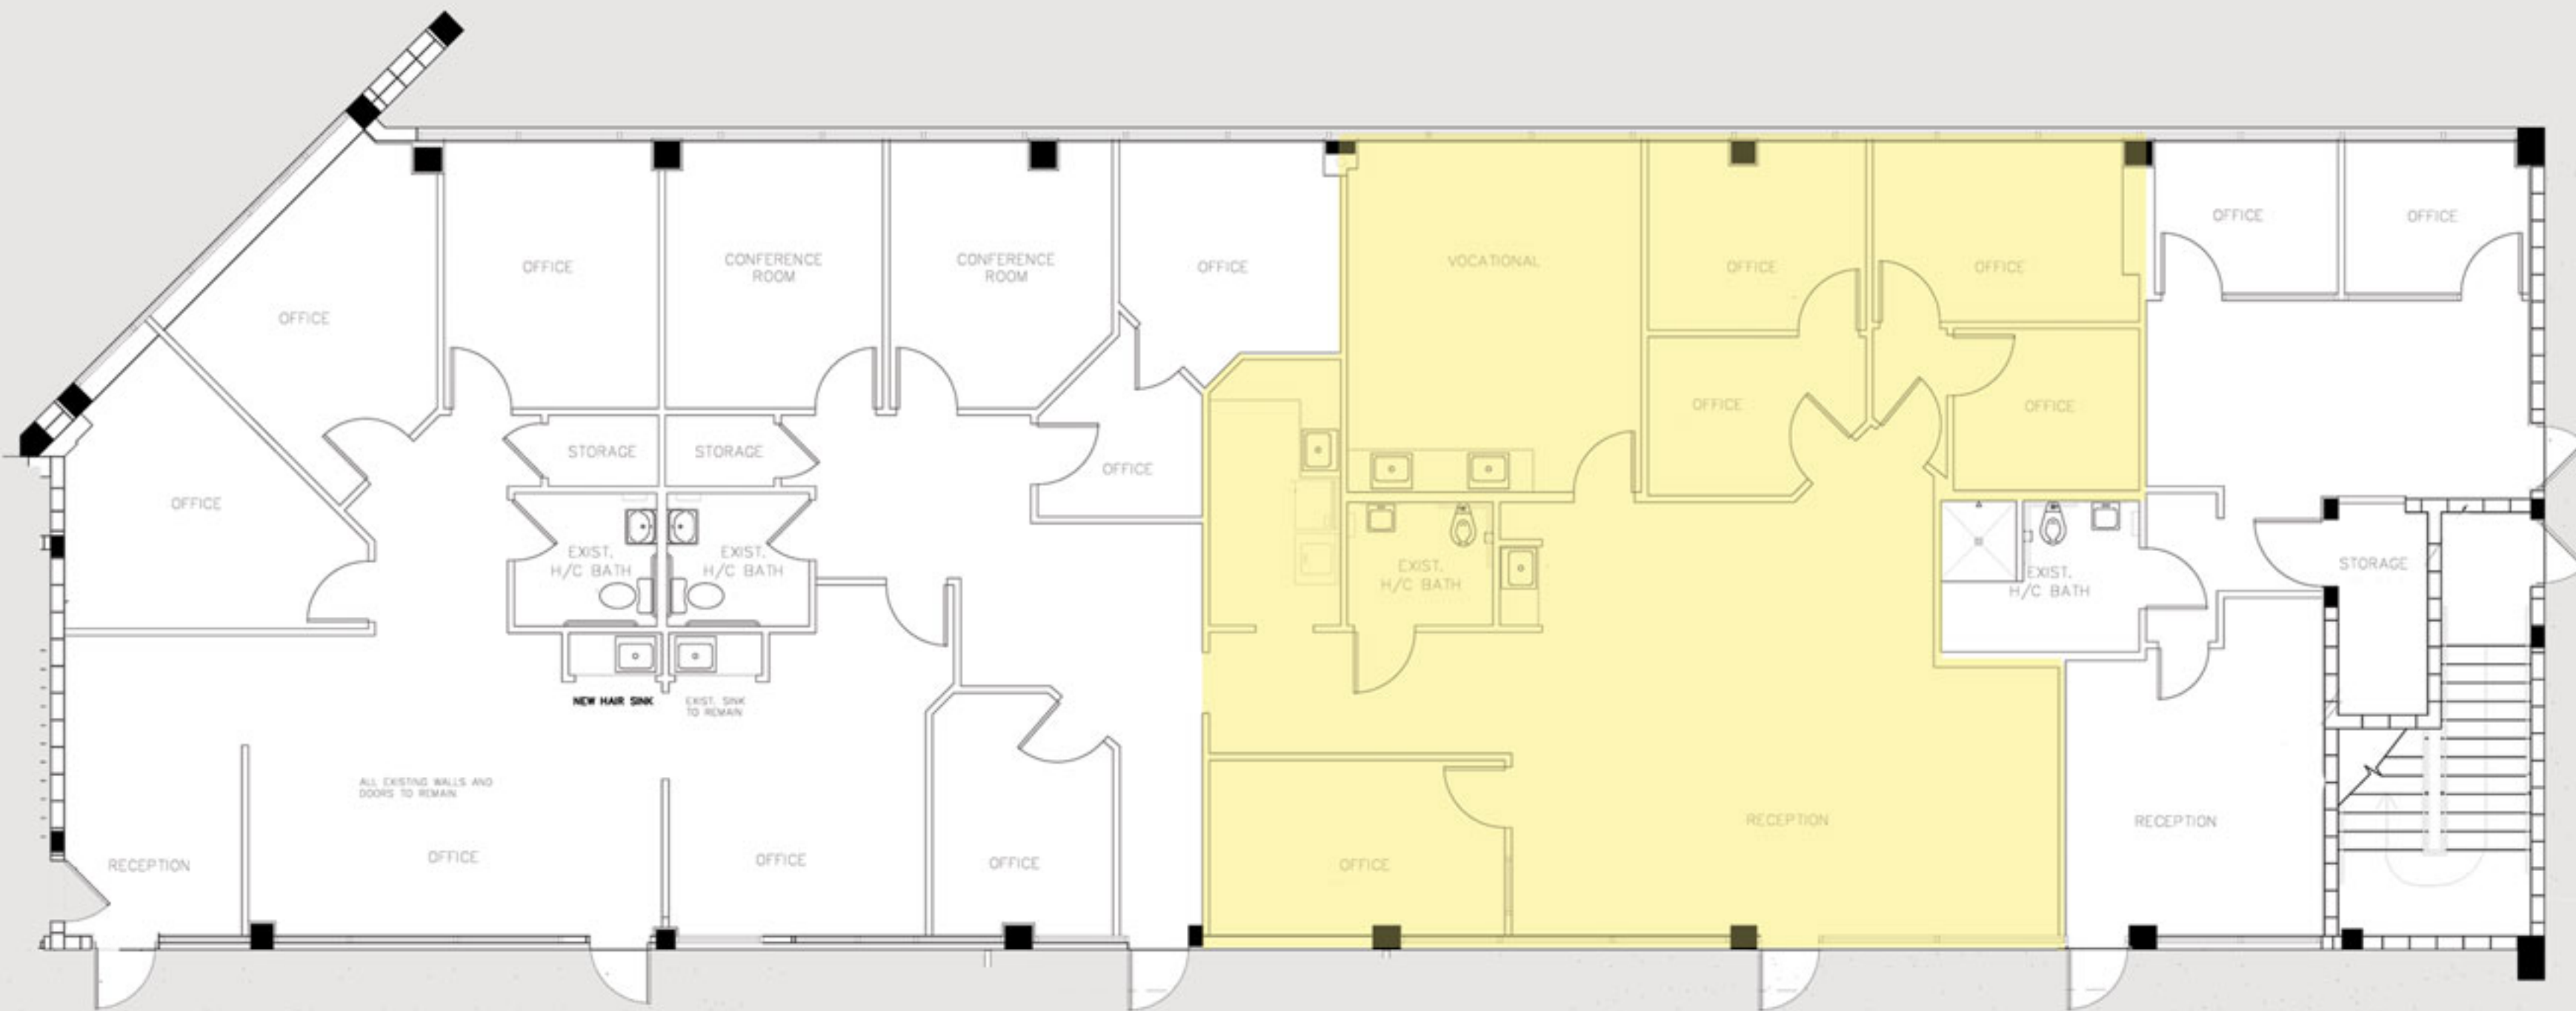 OFFICE
OFFICE
OFFICE
CONFERENCE
ROOM
CONFERENCE
ROOM
OFFICE
VOCATIONAL
OFFICE
OFFICE
OFFICE
OFFICE
OFFICE
STORAGE
STORAGE
OFFICE
OFFICE
OFFICE
OFFICE
EXIST.
H/C BATH
EXIST.
H/C BATH
EXIST.
H/C BATH
EXIST.
H/C BATH
STORAGE
NEW HAIR SINK
EXIST. SINK
TO REMAIN
ALL EXISTING WALLS AND
DOORS TO REMAIN
RECEPTION
OFFICE
OFFICE
OFFICE
OFFICE
RECEPTION
RECEPTION